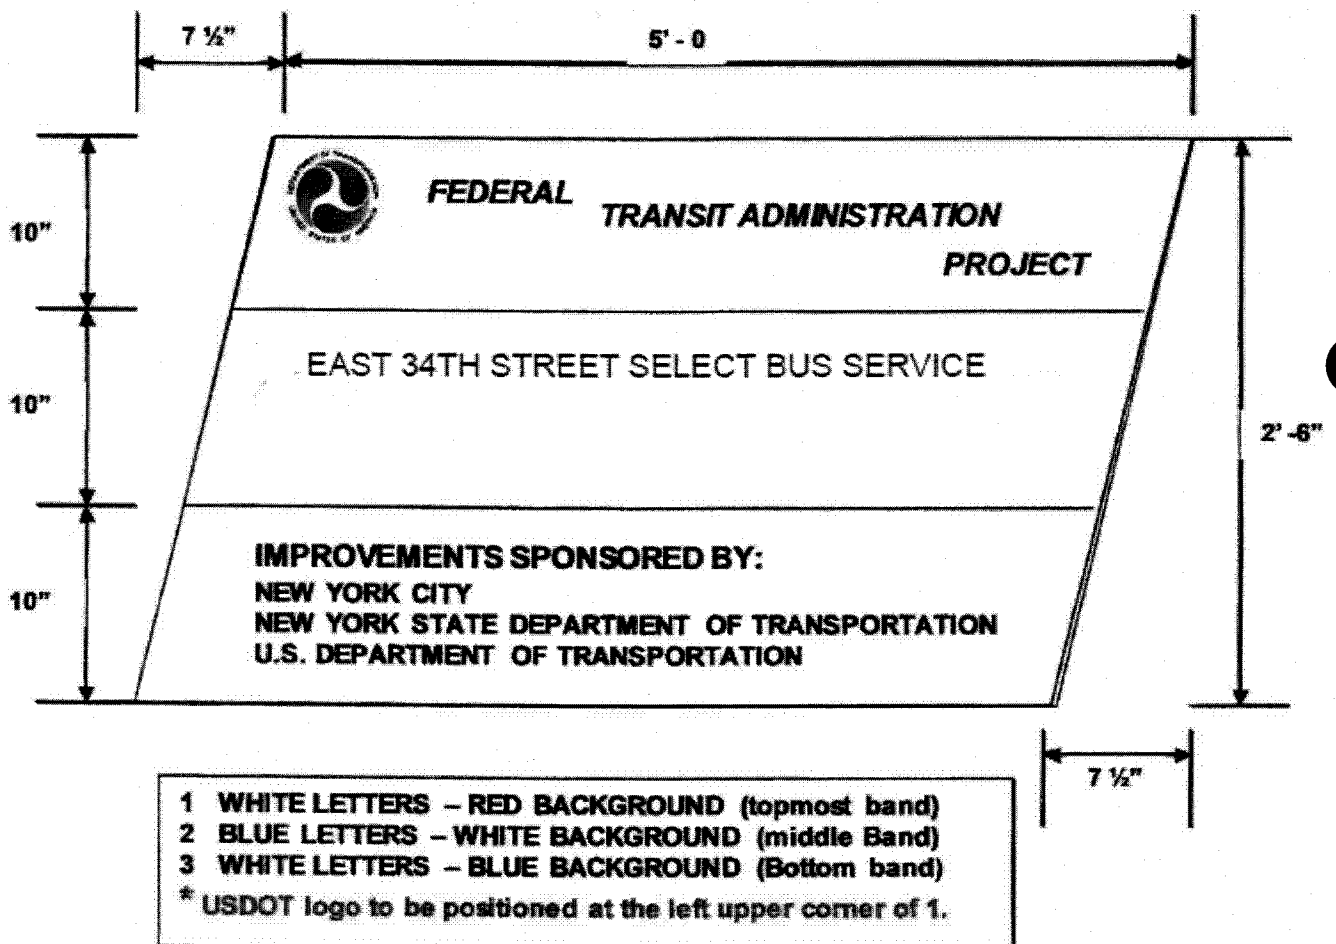 7 ½” 5' - 0
10”
FEDERAL
TRANSIT ADMINISTRATION
PROJECT
10”
EAST 34TH STREET SELECT BUS SERVICE
2' -6”
10”
IMPROVEMENTS SPONSORED BY:
NEW YORK CITY
NEW YORK STATE DEPARTMENT OF TRANSPORTATION
U.S. DEPARTMENT OF TRANSPORTATION
7 ½”
1 WHITE LETTERS – RED BACKGROUND (topmost band)
2 BLUE LETTERS – WHITE BACKGROUND (middle Band)
3 WHITE LETTERS – BLUE BACKGROUND (Bottom band)
* USDOT logo to be positioned at the left upper corner of 1.